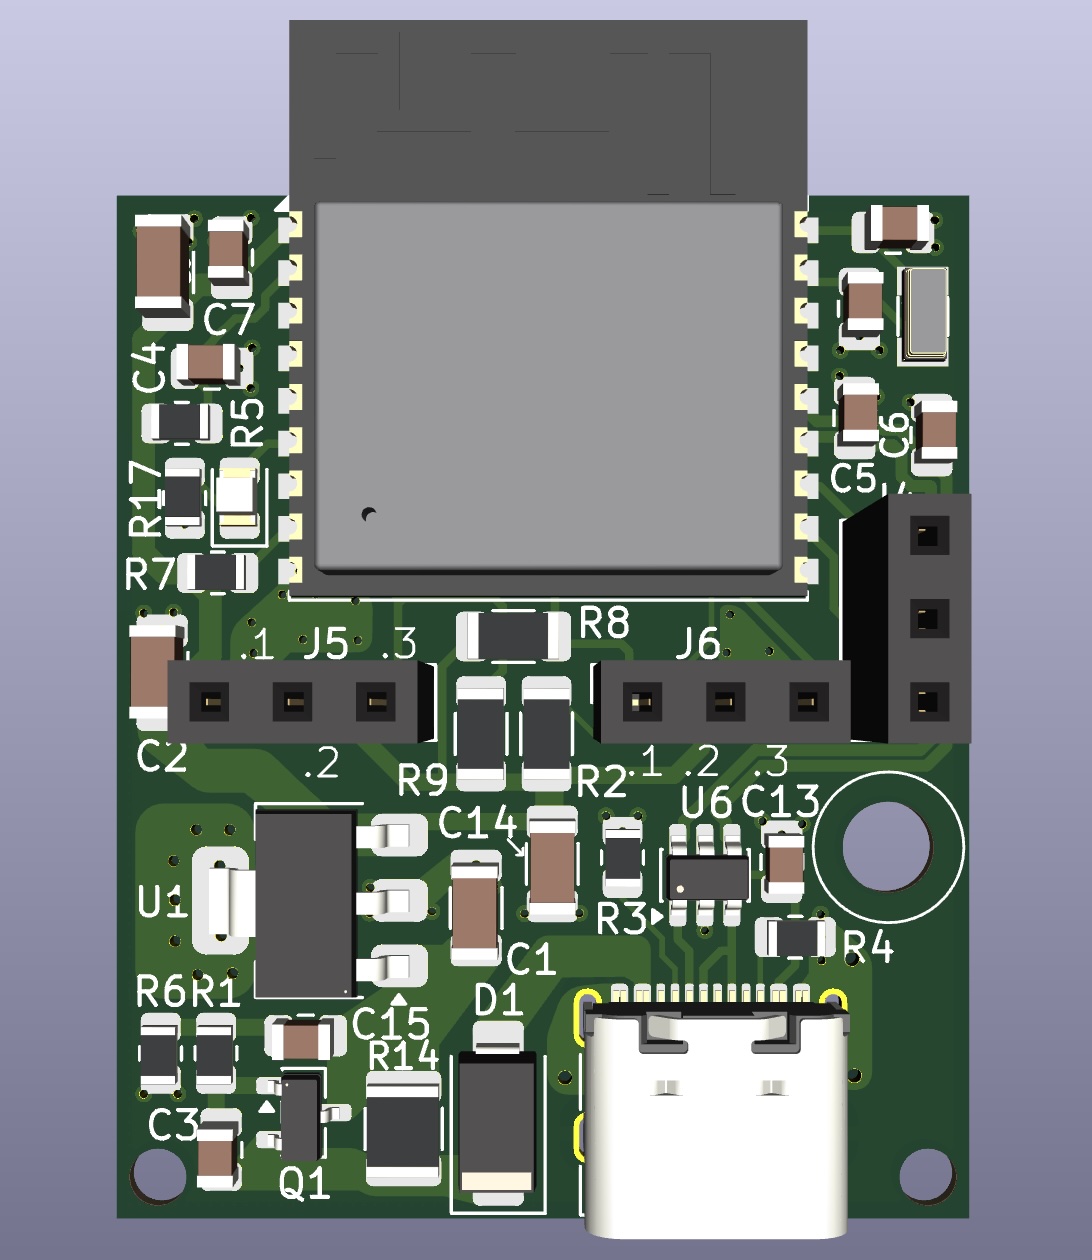 C7
C4
R5
R17
C6
C5
R7
R8
.1 J5 .3
J6
C2
.2
.1 .2 .3
R9
R2
U6 C13
C14
U1
R3
R4
C1
R6 R1
D1
C15
R14
C3
Q1